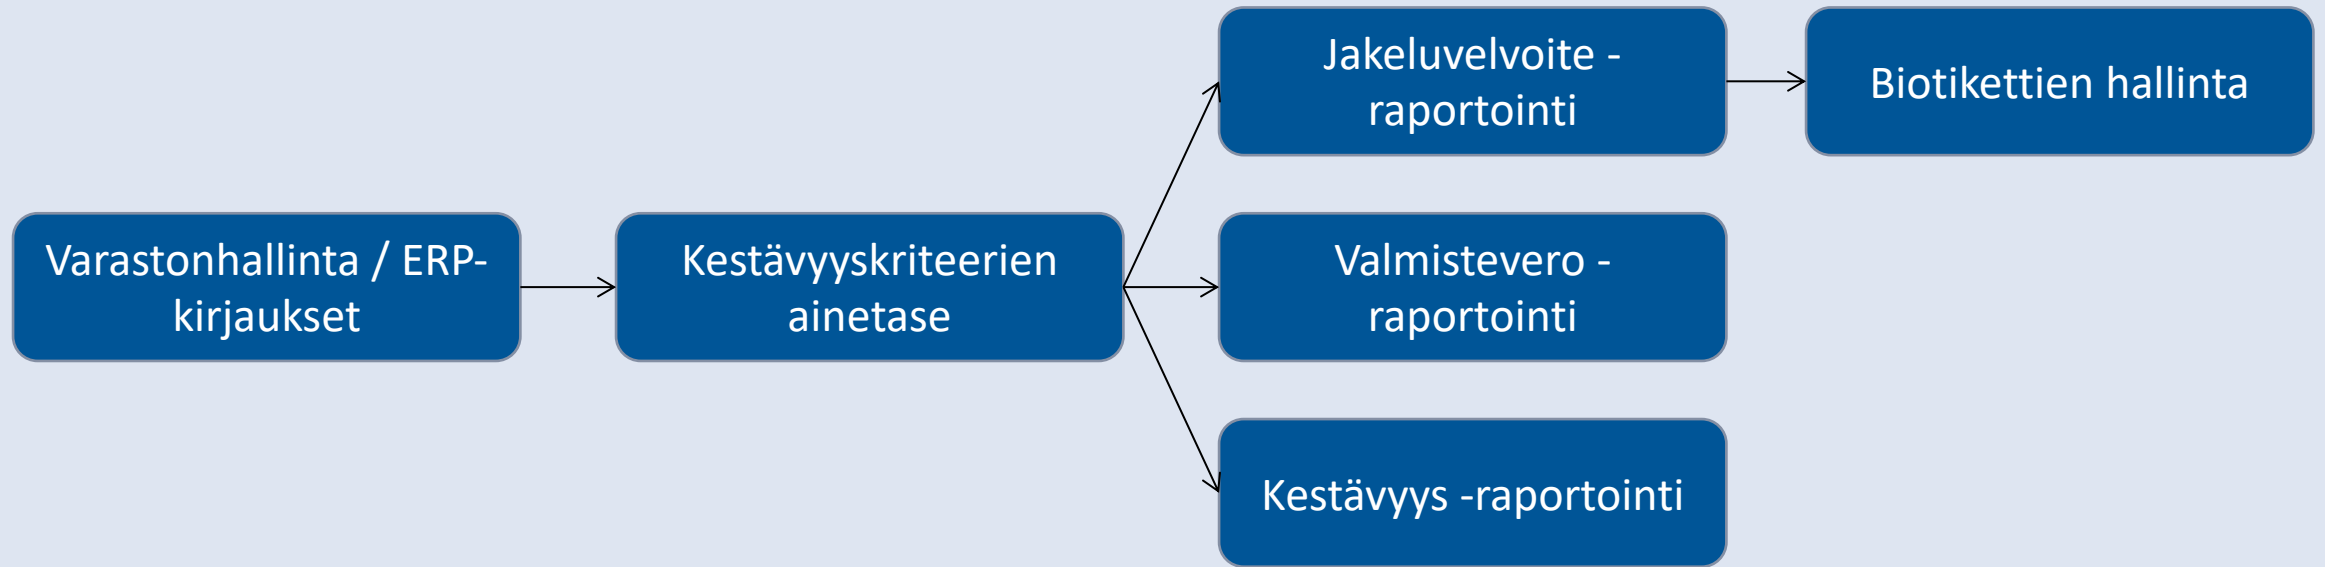 Varastonhallinta / ERP-
kirjaukset
Kestävyyskriteerien
ainetase
Jakeluvelvoite -
raportointi
Biotikettien hallinta
Valmistevero -
raportointi
Kestävyys -raportointi